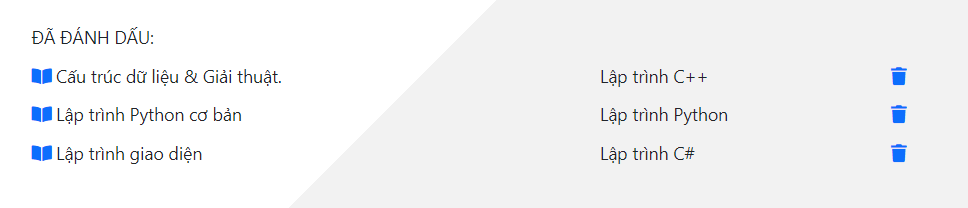 ĐÃ ĐÁNH DẤU:
Cấu trúc dữ liệu & Giải thuật. Lập trình C++
Lập trình Python cơ bản Lập trình Python
Lập trình giao diện Lập trình C#